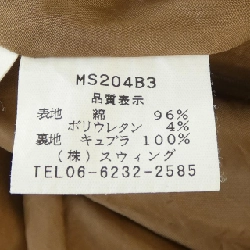 MS204B3
品質表示
表地 綿 96%
ポリウレタン 4%
裏地 キュプラ 100%
(株)スウィング
TEL06-6232-2585